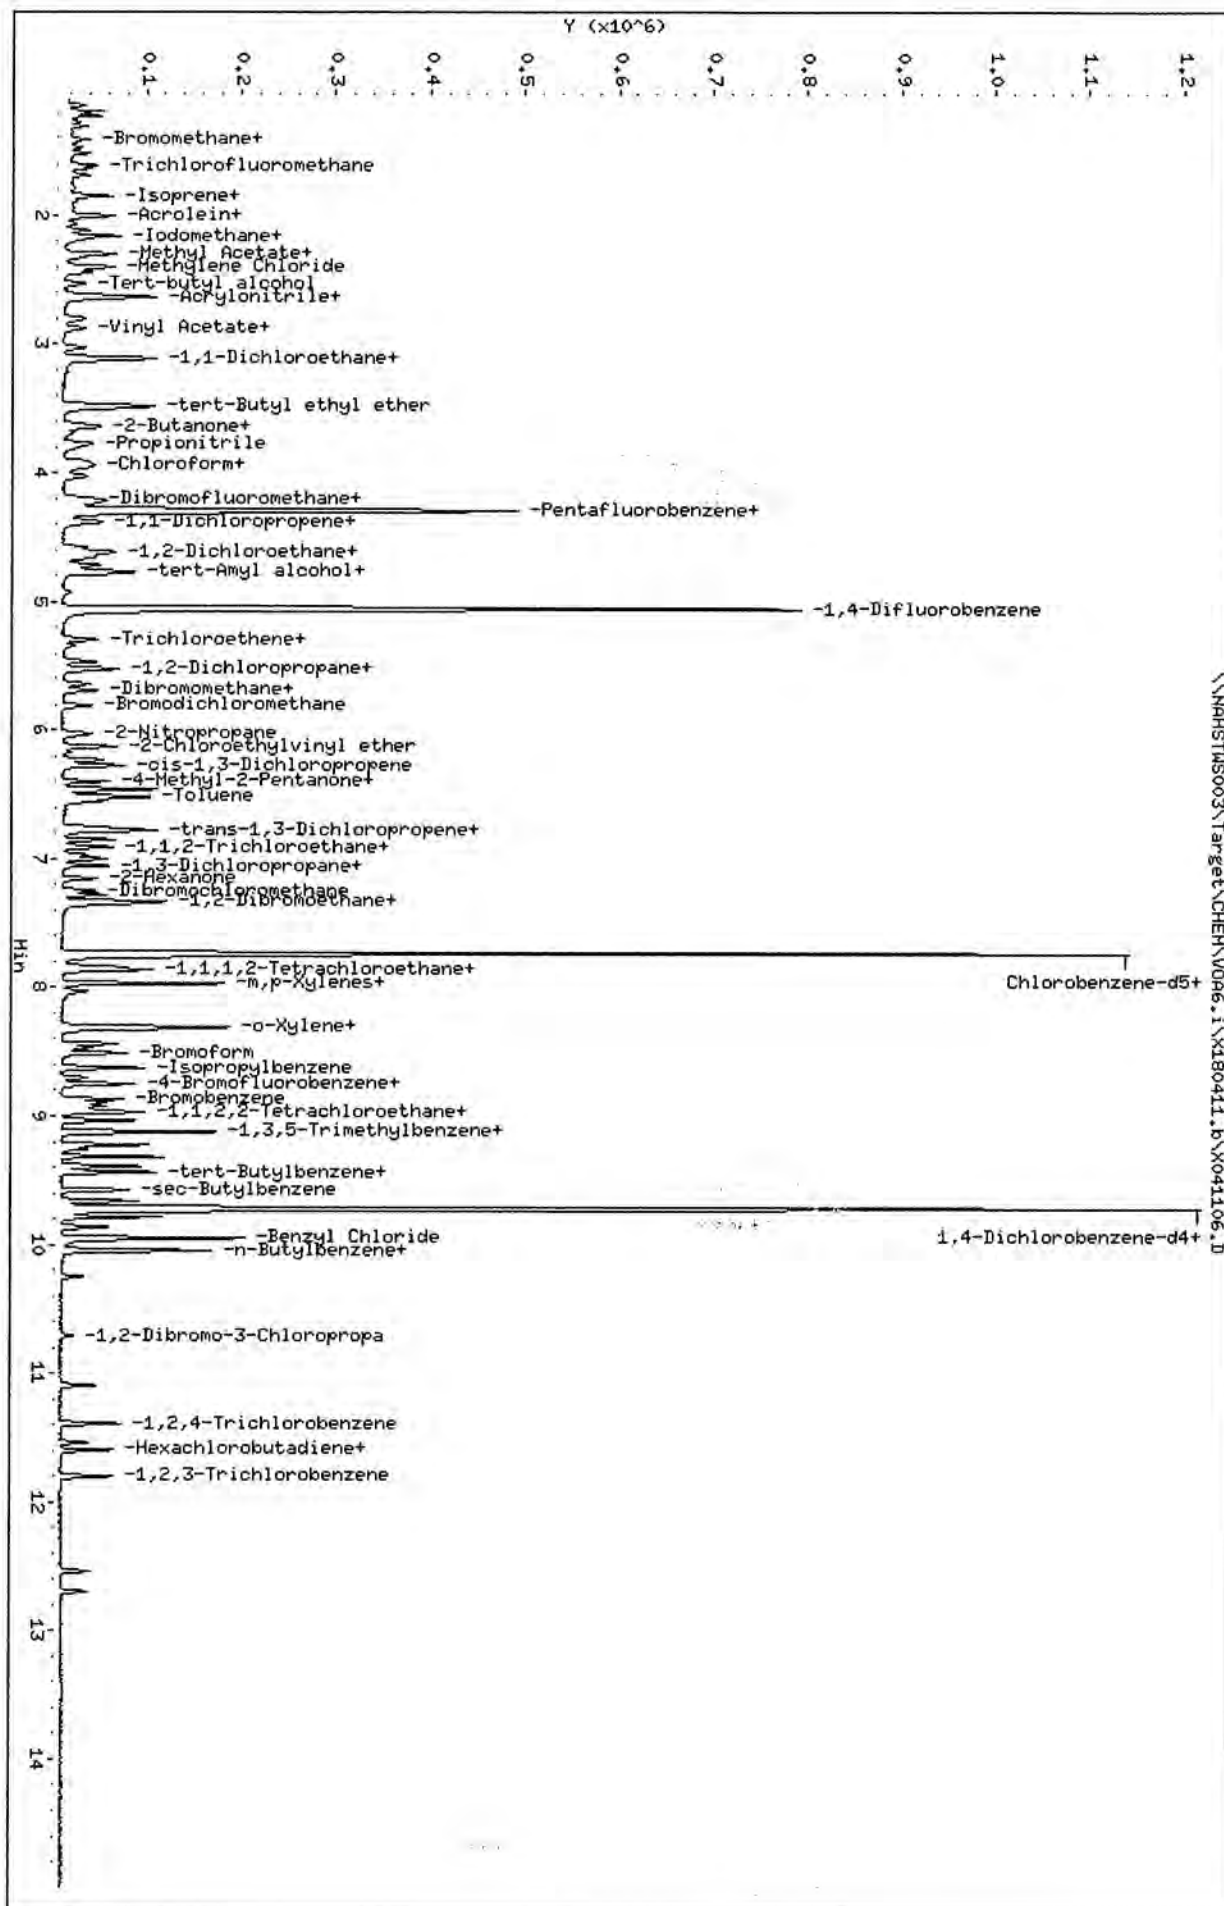 Y (x10^6)
0.1
0.2
0.3
0.4
0.5
0.6
0.7
0.8
0.9
1.0
1.1
1.2
-Bromomethane+
-Trichlorofluoromethane
-Isoprene+
2
-Acrolein+
-Iodomethane+
-Methyl Acetate+
-Methylene Chloride
-Tert-butyl alcohol
-Acrylonitrile+
-Vinyl Acetate+
3
-1,1-Dichloroethane+
-tert-Butyl ethyl ether
-2-Butanone+
-Propionitrile
-Chloroform+
4
-Dibromofluoromethane+
-Pentafluorobenzene+
-1,1-Dichloropropene+
-1,2-Dichloroethane+
-tert-Amyl alcohol+
5
-1,4-Difluorobenzene
-Trichloroethene+
-1,2-Dichloropropane+
-Dibromomethane+
-Bromodichloromethane
6
-2-Nitropropane
-2-Chloroethylvinyl ether
-cis-1,3-Dichloropropene
-4-Methyl-2-Pentanone+
-Toluene
-trans-1,3-Dichloropropene+
-1,1,2-Trichloroethane+
7
-1,3-Dichloropropane+
-2-Hexanone
-Dibromochloromethane
-1,2-Dibromoethane+
Min
-1,1,1,2-Tetrachloroethane+
-m,p-Xylenes+
Chlorobenzene-d5+
8
-o-Xylene+
-Bromoform
-Isopropylbenzene
-4-Bromofluorobenzene+
-Bromobenzene
9
-1,1,2,2-Tetrachloroethane+
-1,3,5-Trimethylbenzene+
-tert-Butylbenzene+
-sec-Butylbenzene
-Benzyl Chloride
1,4-Dichlorobenzene-d4+
10
-n-Butylbenzene+
-1,2-Dibromo-3-Chloropropa
11
-1,2,4-Trichlorobenzene
-Hexachlorobutadiene+
-1,2,3-Trichlorobenzene
12
13
14
\\NAHSTWS003\Target\CHEM\VOA6.i\X180411.b\X041106.D